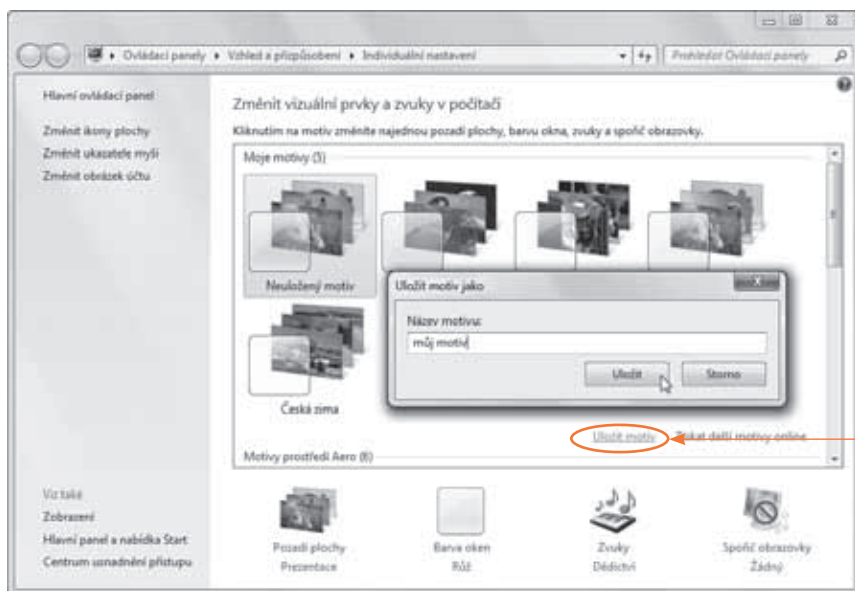 Ovládací panely ▸ Vzhled a přizpůsobení ▸ Individuální nastavení
Prohledat Ovládací panely
Hlavní ovládací panel
Změnit ikony plochy
Změnit ukazatele myši
Změnit obrázek účtu
Změnit vizuální prvky a zvuky v počítači
Kliknutím na motiv změníte najednou pozadí plochy, barvu okna, zvuky a spořič obrazovky.
Moje motivy (5)
Neuložený motiv
Uložit motiv jako
Název motivu:
můj motiv
Uložit
Storno
Česká zima
Uložit motiv
Získat další motivy online
Motivy prostředí Aero (6)
Viz také
Zobrazení
Hlavní panel a nabídka Start
Centrum usnadnění přístupu
Pozadí plochy
Prezentace
Barva oken
Růž
Zvuky
Dědictví
Spořič obrazovky
Žádný